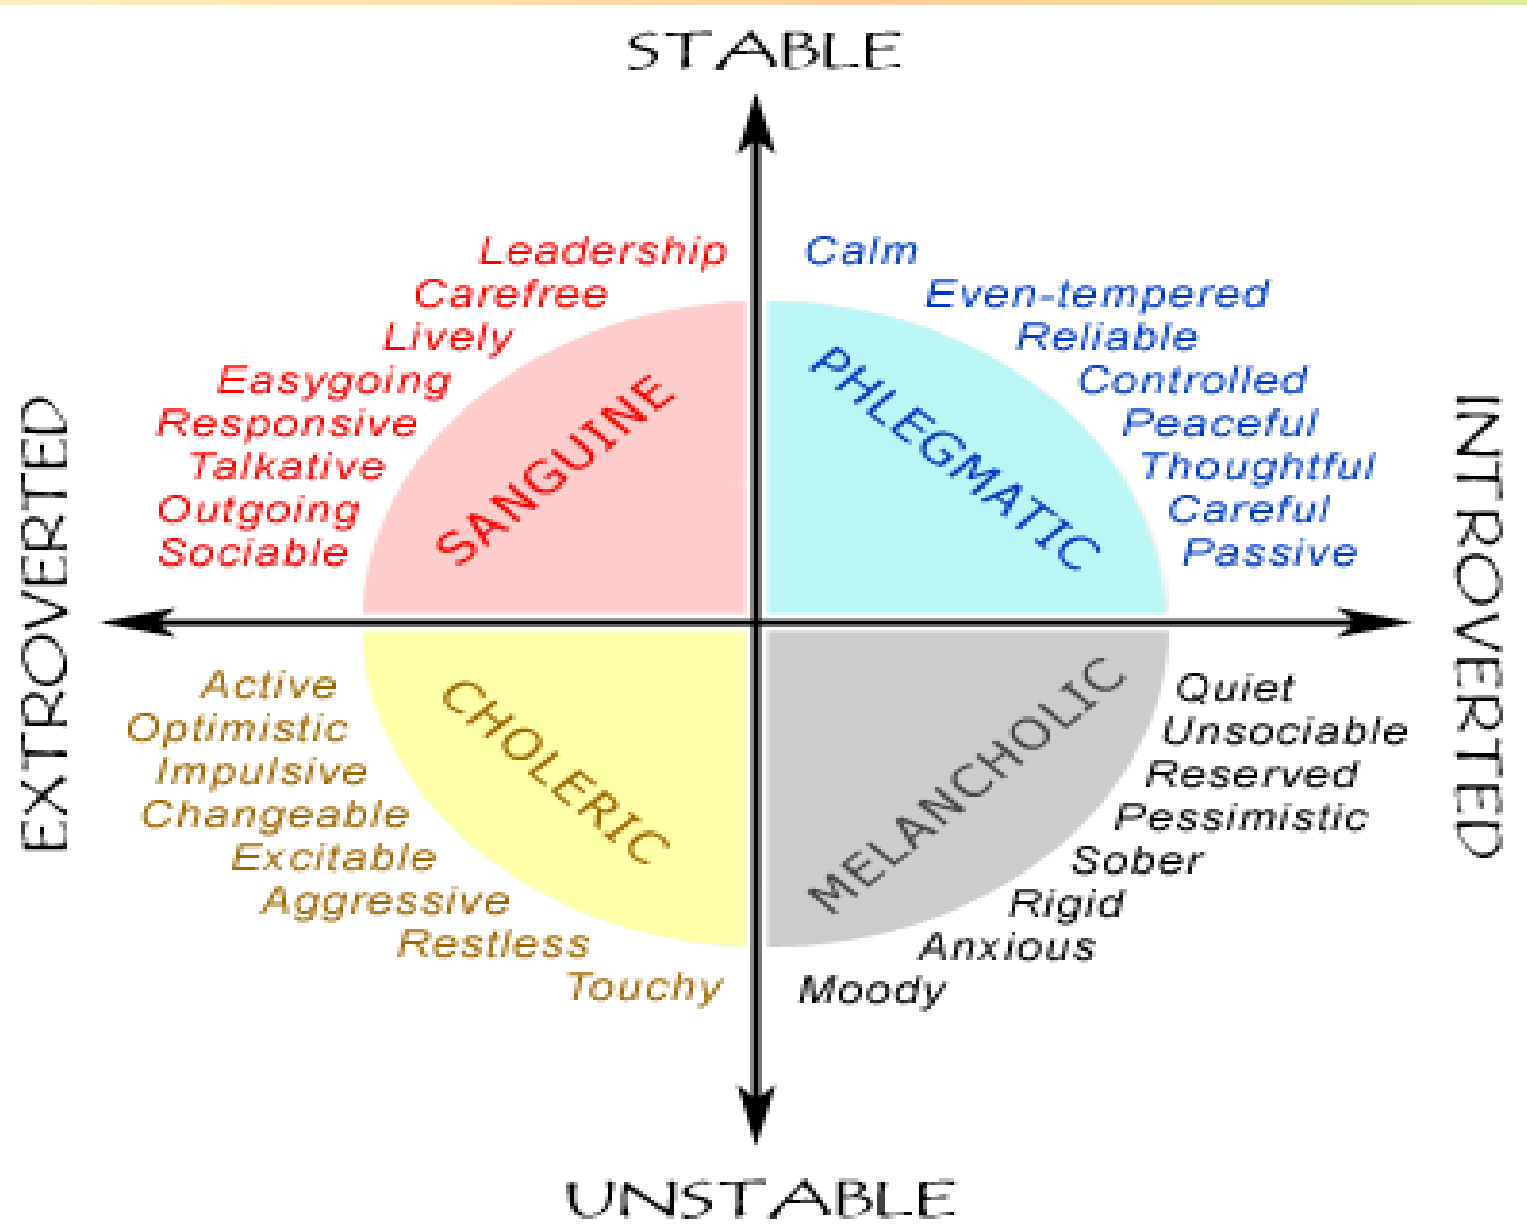 STABLE
Leadership
Carefree
Lively
Easygoing
Responsive
Talkative
Outgoing
Sociable
SANGUINE
Calm
Even-tempered
Reliable
Controlled
Peaceful
Thoughtful
Careful
Passive
PHLEGMATIC
EXTROVERTED
INTROVERTED
Active
Optimistic
Impulsive
Changeable
Excitable
Aggressive
Restless
Touchy
CHOLERIC
Quiet
Unsociable
Reserved
Pessimistic
Sober
Rigid
Anxious
Moody
MELANCHOLIC
UNSTABLE